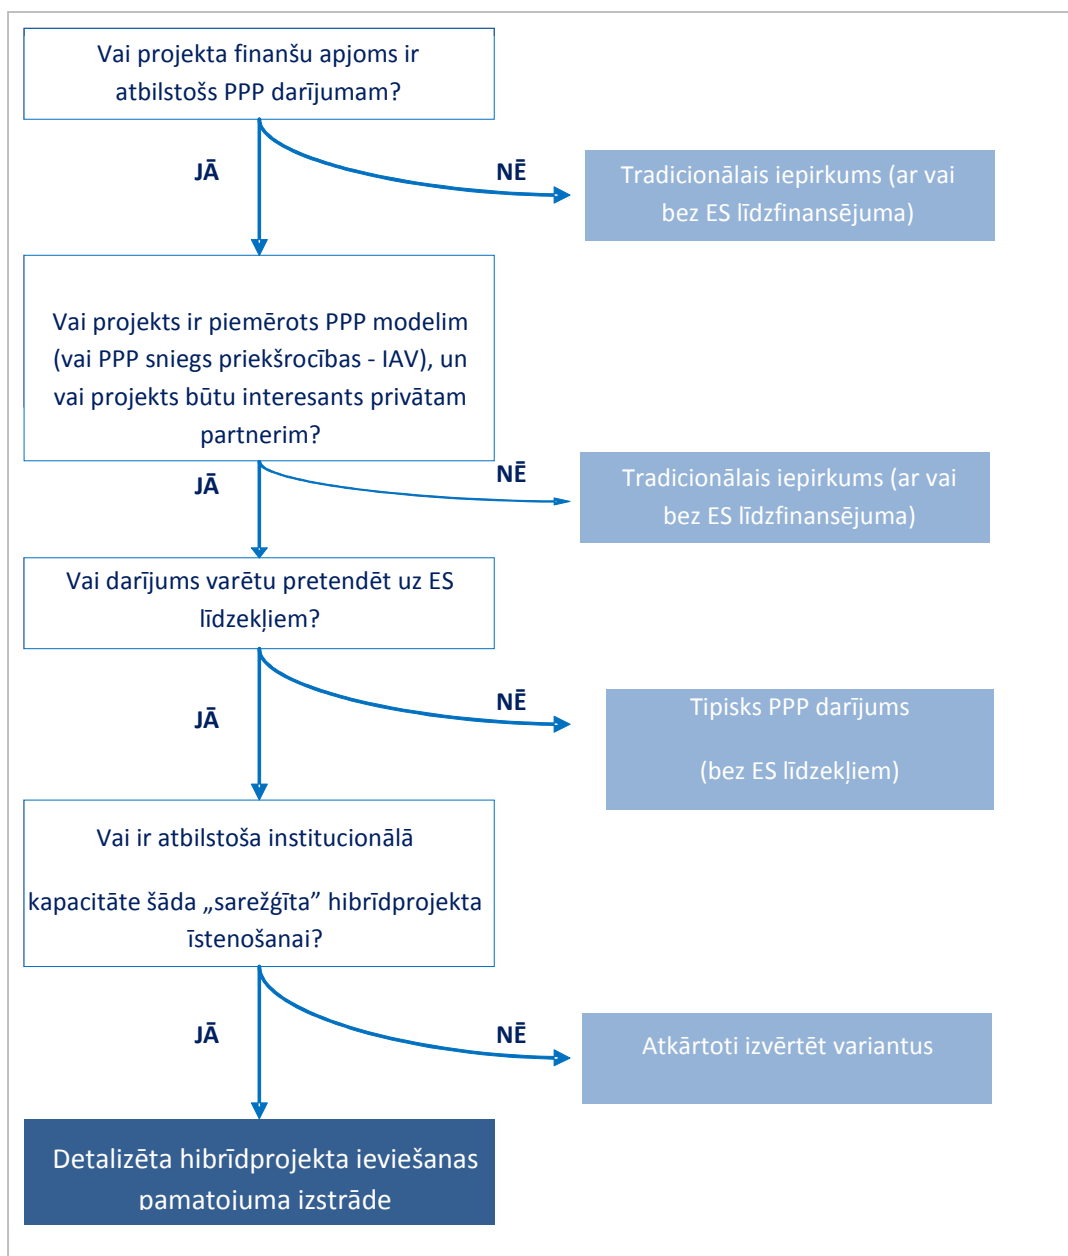 Vai projekta finanšu apjoms ir
atbilstošs PPP darījumam?
JĀ
NĒ
Tradicionālais iepirkums (ar vai
bez ES līdzfinansējuma)
Vai projekts ir piemērots PPP modelim
(vai PPP sniegs priekšrocības - IAV), un
vai projekts būtu interesants privātam
partnerim?
JĀ
NĒ
Tradicionālais iepirkums (ar vai
bez ES līdzfinansējuma)
Vai darījums varētu pretendēt uz ES
līdzekļiem?
JĀ
NĒ
Tipisks PPP darījums
(bez ES līdzekļiem)
Vai ir atbilstoša institucionālā
kapacitāte šāda „sarežģīta” hibrīdprojekta
īstenošanai?
JĀ
NĒ
Atkārtoti izvērtēt variantus
Detalizēta hibrīdprojekta ieviešanas
pamatojuma izstrāde